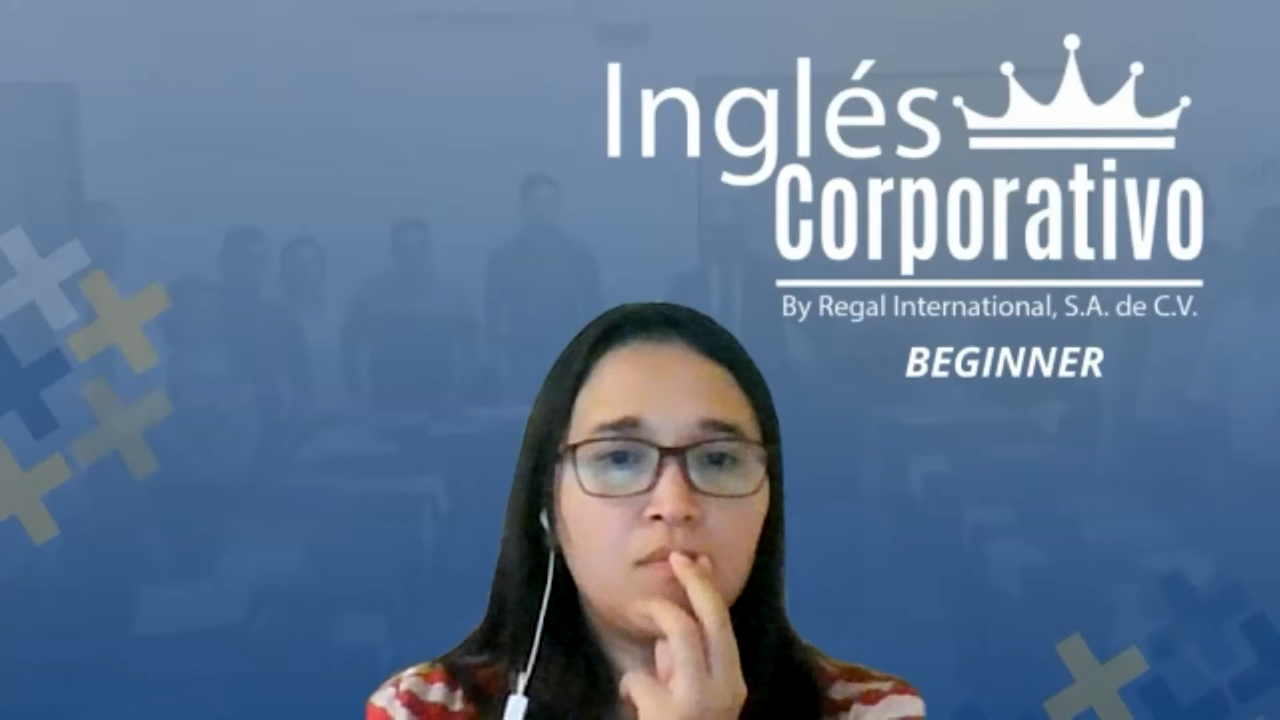 Inglés
Corporativo
By Regal International, S.A. de C.V.
BEGINNER